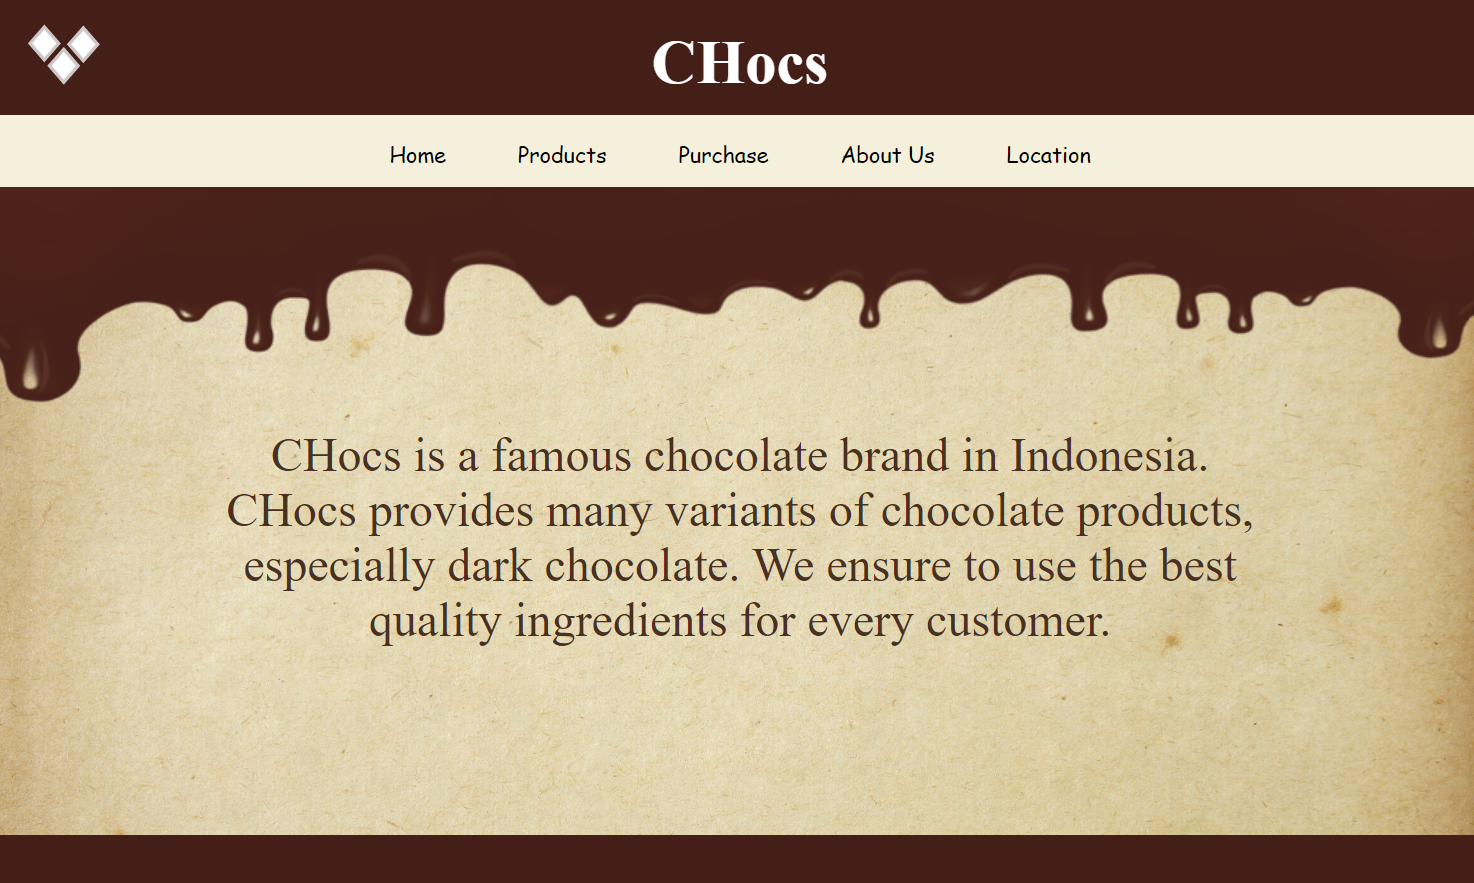 CHocs
Home Products Purchase About Us Location
CHocs is a famous chocolate brand in Indonesia.
CHocs provides many variants of chocolate products,
especially dark chocolate. We ensure to use the best
quality ingredients for every customer.